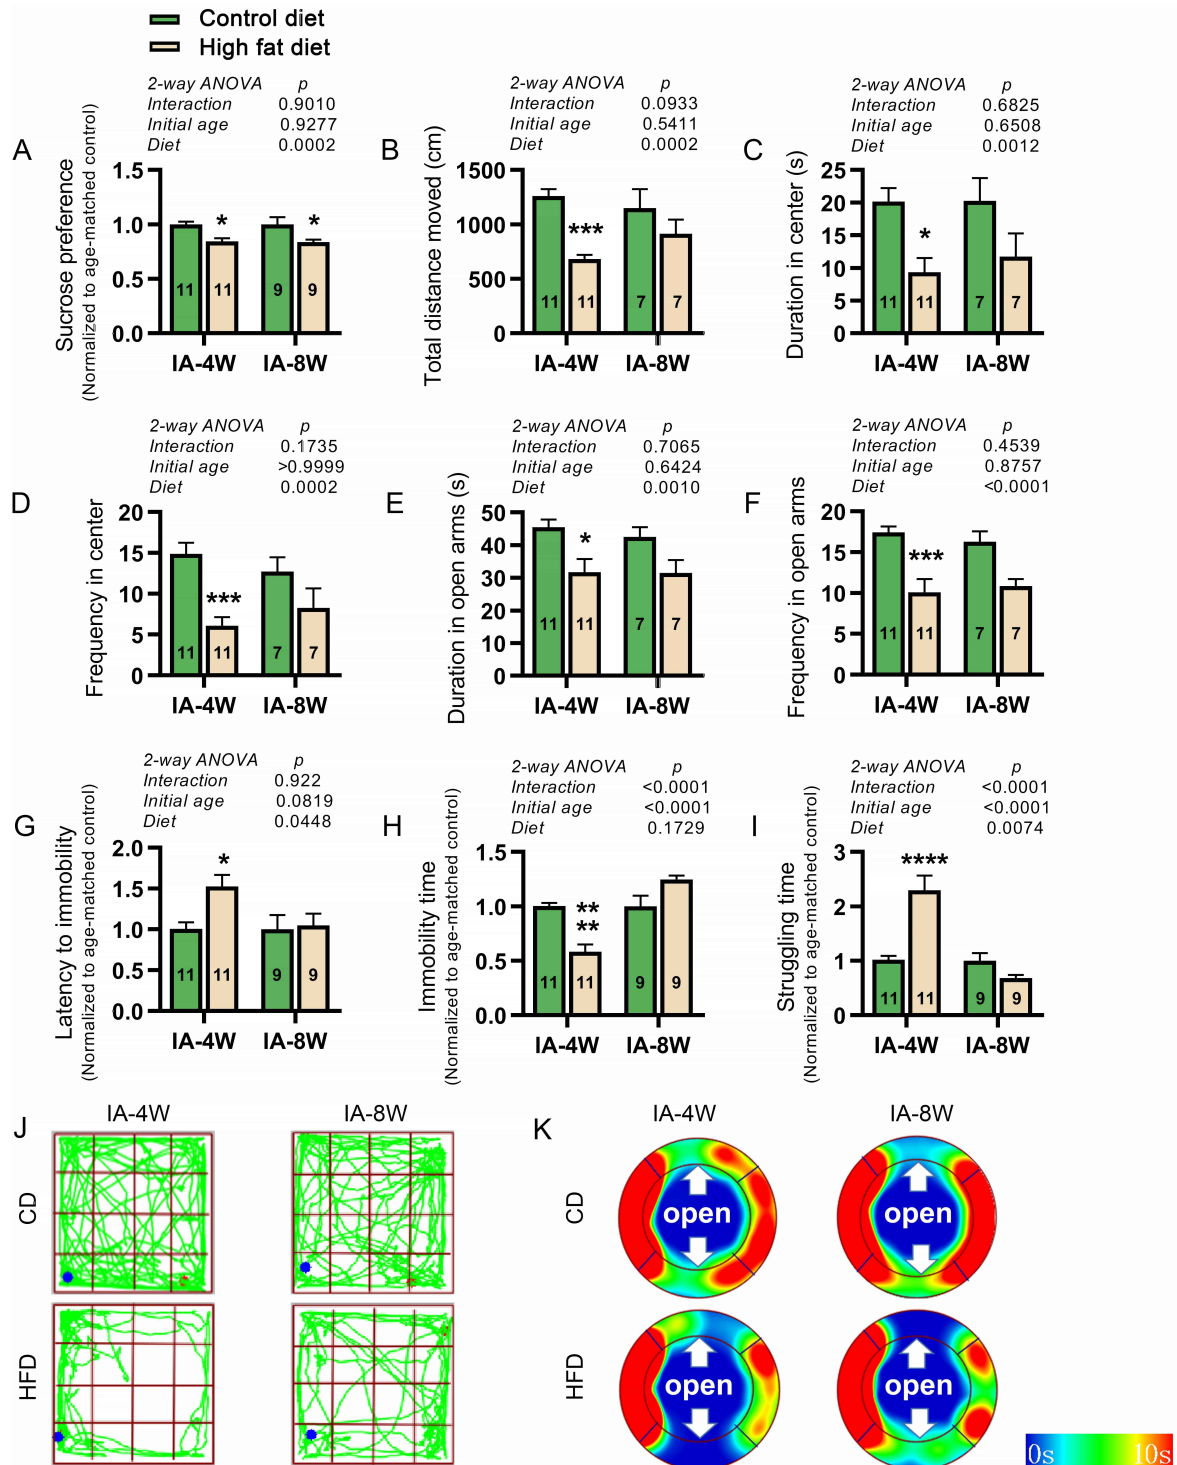 Control diet
High fat diet
A
2-way ANOVA p
Interaction 0.9010
Initial age 0.9277
Diet 0.0002
Sucrose preference
(Normalized to age-matched control)
1.5
1.0
0.5
0.0
* *
11 11 9 9
IA-4W IA-8W
B
2-way ANOVA p
Interaction 0.0933
Initial age 0.5411
Diet 0.0002
Total distance moved (cm)
1500
1000
500
0
***
11 11 7 7
IA-4W IA-8W
C
2-way ANOVA p
Interaction 0.6825
Initial age 0.6508
Diet 0.0012
Duration in center (s)
25
20
15
10
5
0
*
11 11 7 7
IA-4W IA-8W
D
2-way ANOVA p
Interaction 0.1735
Initial age >0.9999
Diet 0.0002
Frequency in center
20
15
10
5
0
***
11 11 7 7
IA-4W IA-8W
E
2-way ANOVA p
Interaction 0.7065
Initial age 0.6424
Diet 0.0010
Duration in open arms (s)
50
40
30
20
10
0
*
11 11 7 7
IA-4W IA-8W
F
2-way ANOVA p
Interaction 0.4539
Initial age 0.8757
Diet <0.0001
Frequency in open arms
20
15
10
5
0
***
11 11 7 7
IA-4W IA-8W
G
2-way ANOVA p
Interaction 0.922
Initial age 0.0819
Diet 0.0448
Latency to immobility
(Normalized to age-matched control)
2.0
1.5
1.0
0.5
0.0
*
11 11 9 9
IA-4W IA-8W
H
2-way ANOVA p
Interaction <0.0001
Initial age <0.0001
Diet 0.1729
Immobility time
(Normalized to age-matched control)
1.5
1.0
0.5
0.0
**
**
11 11 9 9
IA-4W IA-8W
I
2-way ANOVA p
Interaction <0.0001
Initial age <0.0001
Diet 0.0074
Struggling time
(Normalized to age-matched control)
3
2
1
0
****
11 11 9 9
IA-4W IA-8W
J
IA-4W IA-8W
CD
HFD
K
IA-4W IA-8W
CD
open open
HFD
open open
0s 10s